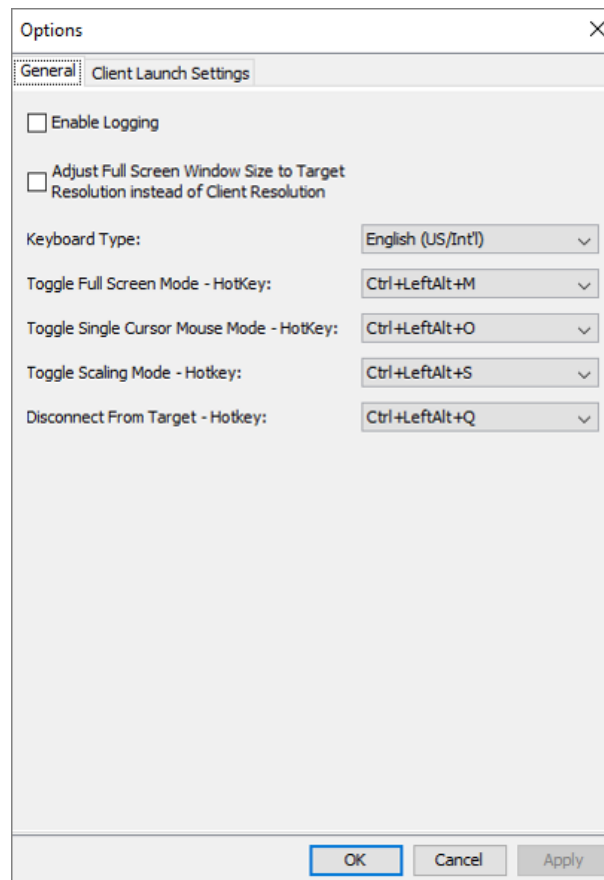 Options
General Client Launch Settings
Enable Logging
Adjust Full Screen Window Size to Target
Resolution instead of Client Resolution
Keyboard Type: English (US/Int'l)
Toggle Full Screen Mode - HotKey: Ctrl+LeftAlt+M
Toggle Single Cursor Mouse Mode - HotKey: Ctrl+LeftAlt+O
Toggle Scaling Mode - Hotkey: Ctrl+LeftAlt+S
Disconnect From Target - Hotkey: Ctrl+LeftAlt+Q
OK Cancel Apply